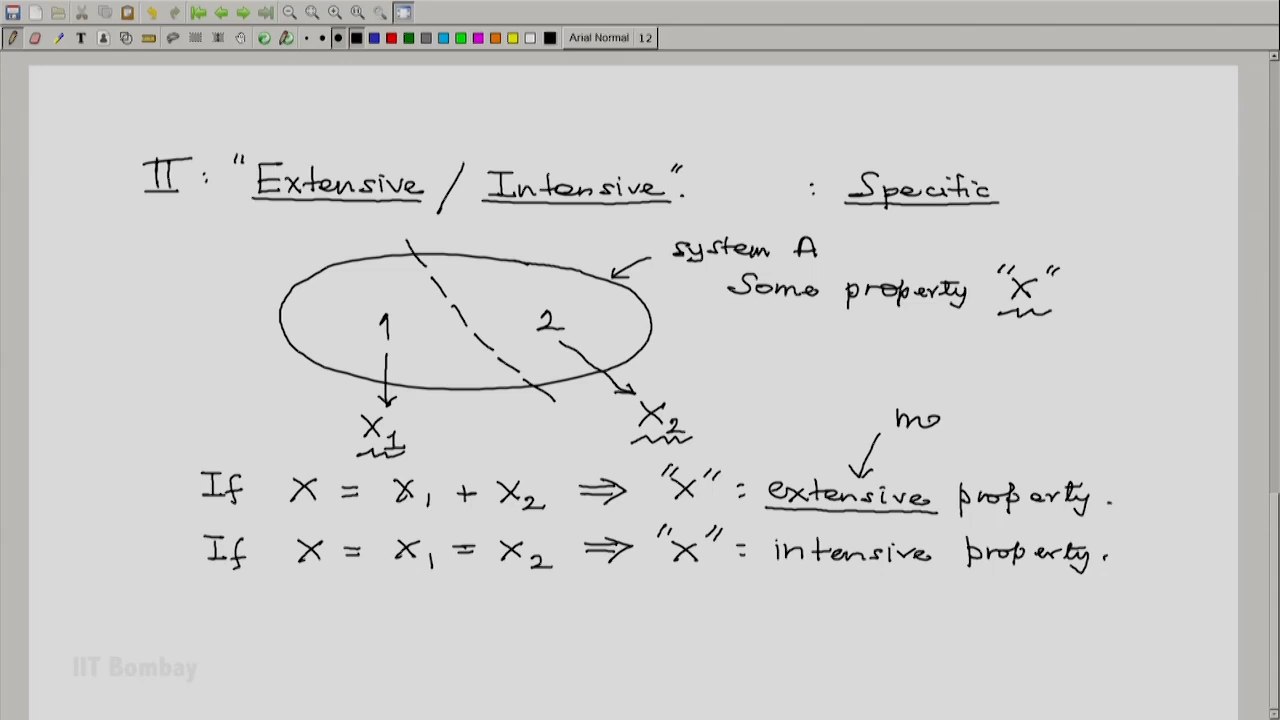 Arial Normal 12
II : "Extensive / Intensive". : Specific
system A
Some property "X"
1 2
X1 X2
mo
If X = X1 + X2 ⇒ "X" = extensive property.
If X = X1 = X2 ⇒ "X" = intensive property.
IIT Bombay